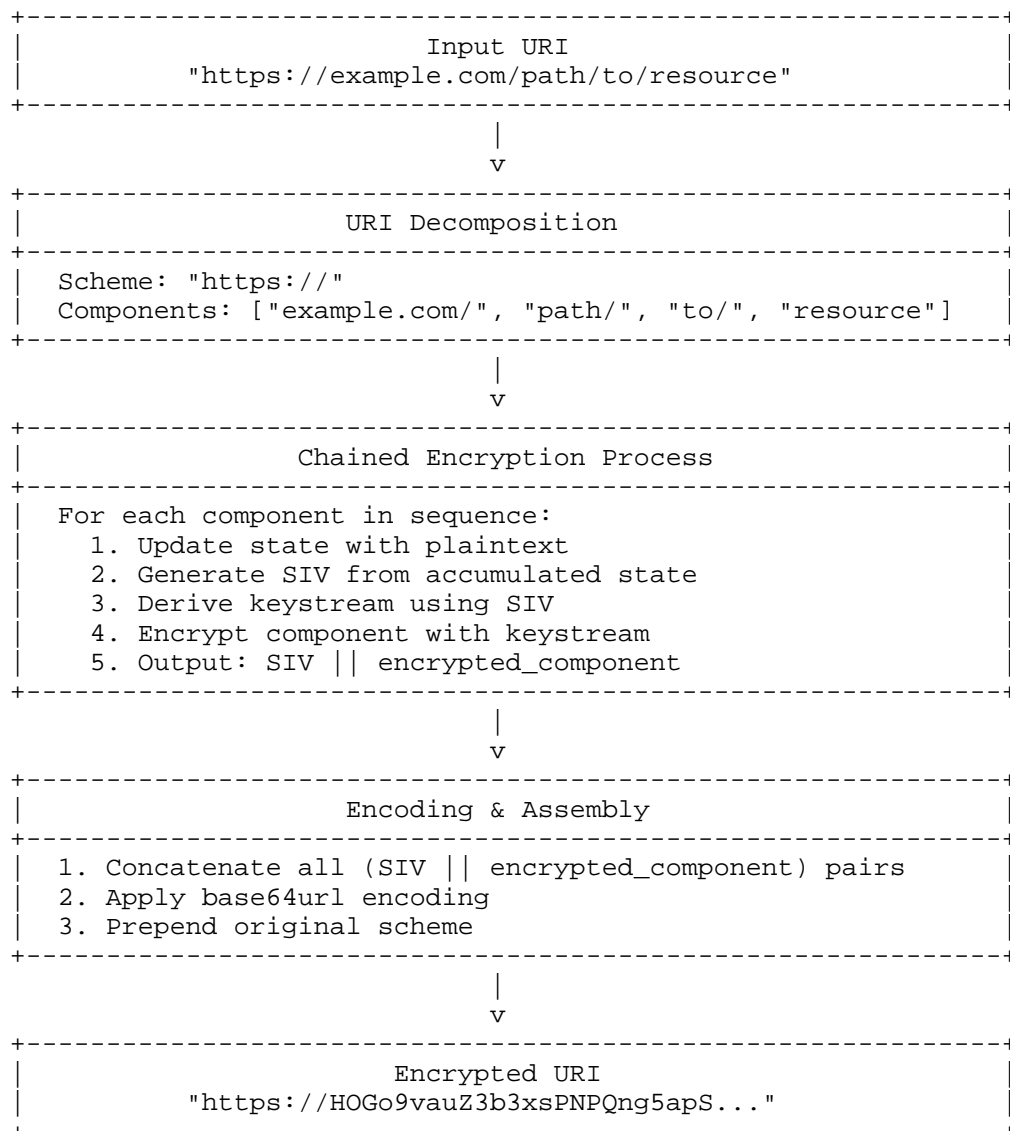 Input URI
"https://example.com/path/to/resource"
v
URI Decomposition
Scheme: "https://"
Components: ["example.com/", "path/", "to/", "resource"]
v
Chained Encryption Process
For each component in sequence:
1. Update state with plaintext
2. Generate SIV from accumulated state
3. Derive keystream using SIV
4. Encrypt component with keystream
5. Output: SIV || encrypted_component
v
Encoding & Assembly
1. Concatenate all (SIV || encrypted_component) pairs
2. Apply base64url encoding
3. Prepend original scheme
v
Encrypted URI
"https://HOGo9vauZ3b3xsPNPQng5apS..."